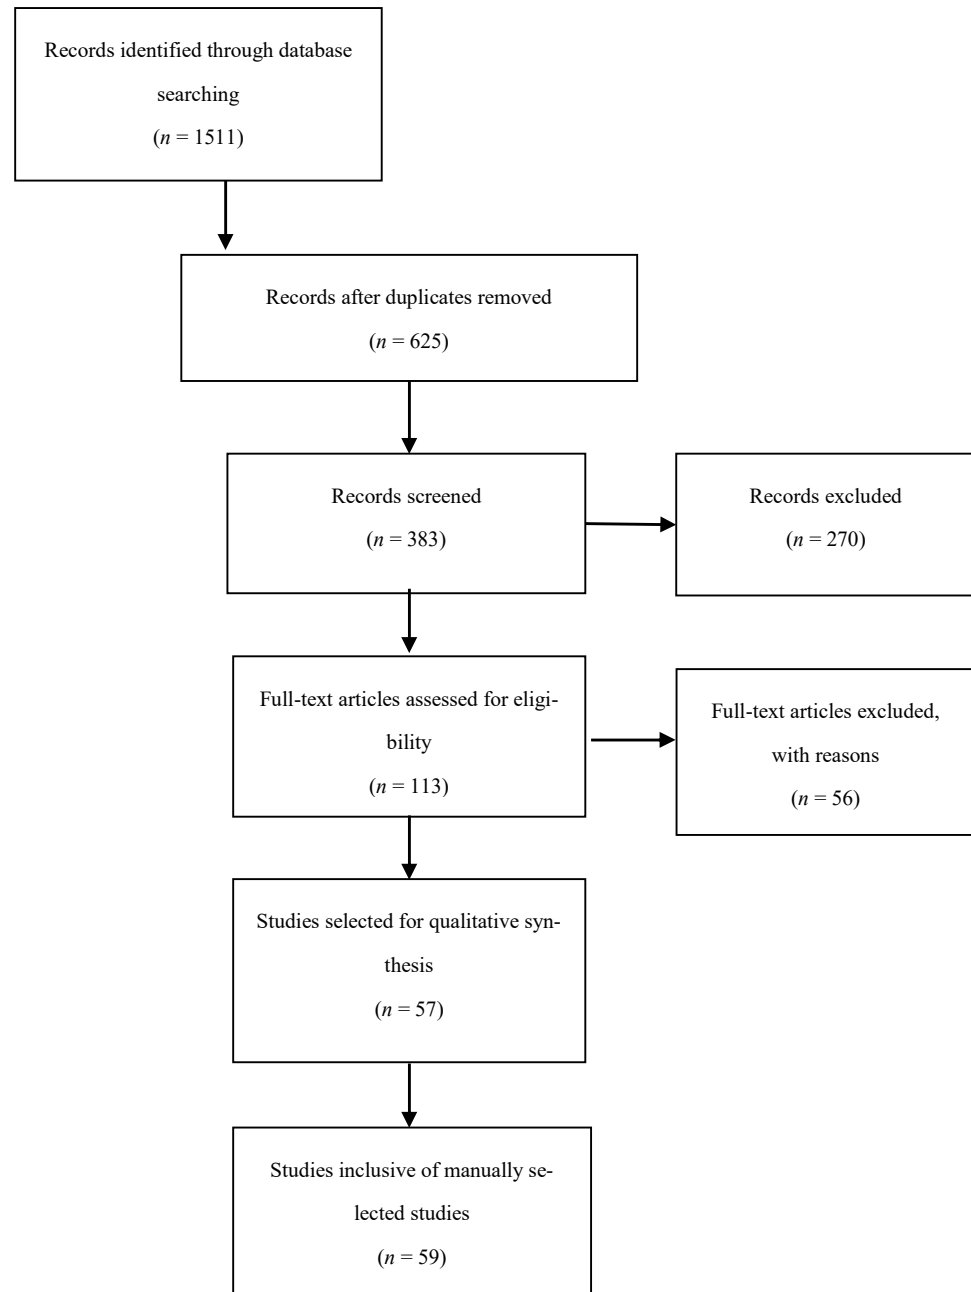 Records identified through database
searching
(n = 1511)
Records after duplicates removed
(n = 625)
Records screened
(n = 383)
Records excluded
(n = 270)
Full-text articles assessed for eligi-
bility
(n = 113)
Full-text articles excluded,
with reasons
(n = 56)
Studies selected for qualitative syn-
thesis
(n = 57)
Studies inclusive of manually se-
lected studies
(n = 59)